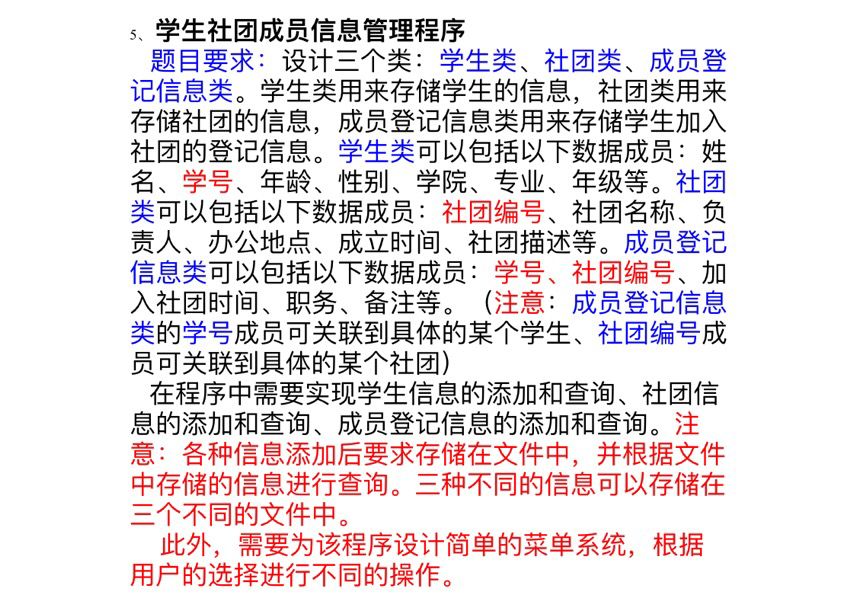 5、学生社团成员信息管理程序
题目要求：设计三个类：学生类、社团类、成员登
记信息类。学生类用来存储学生的信息，社团类用来
存储社团的信息，成员登记信息类用来存储学生加入
社团的登记信息。学生类可以包括以下数据成员：姓
名、学号、年龄、性别、学院、专业、年级等。社团
类可以包括以下数据成员：社团编号、社团名称、负
责人、办公地点、成立时间、社团描述等。成员登记
信息类可以包括以下数据成员：学号、社团编号、加
入社团时间、职务、备注等。（注意：成员登记信息
类的学号成员可关联到具体的某个学生、社团编号成
员可关联到具体的某个社团）
在程序中需要实现学生信息的添加和查询、社团信
息的添加和查询、成员登记信息的添加和查询。注
意：各种信息添加后要求存储在文件中，并根据文件
中存储的信息进行查询。三种不同的信息可以存储在
三个不同的文件中。
此外，需要为该程序设计简单的菜单系统，根据
用户的选择进行不同的操作。